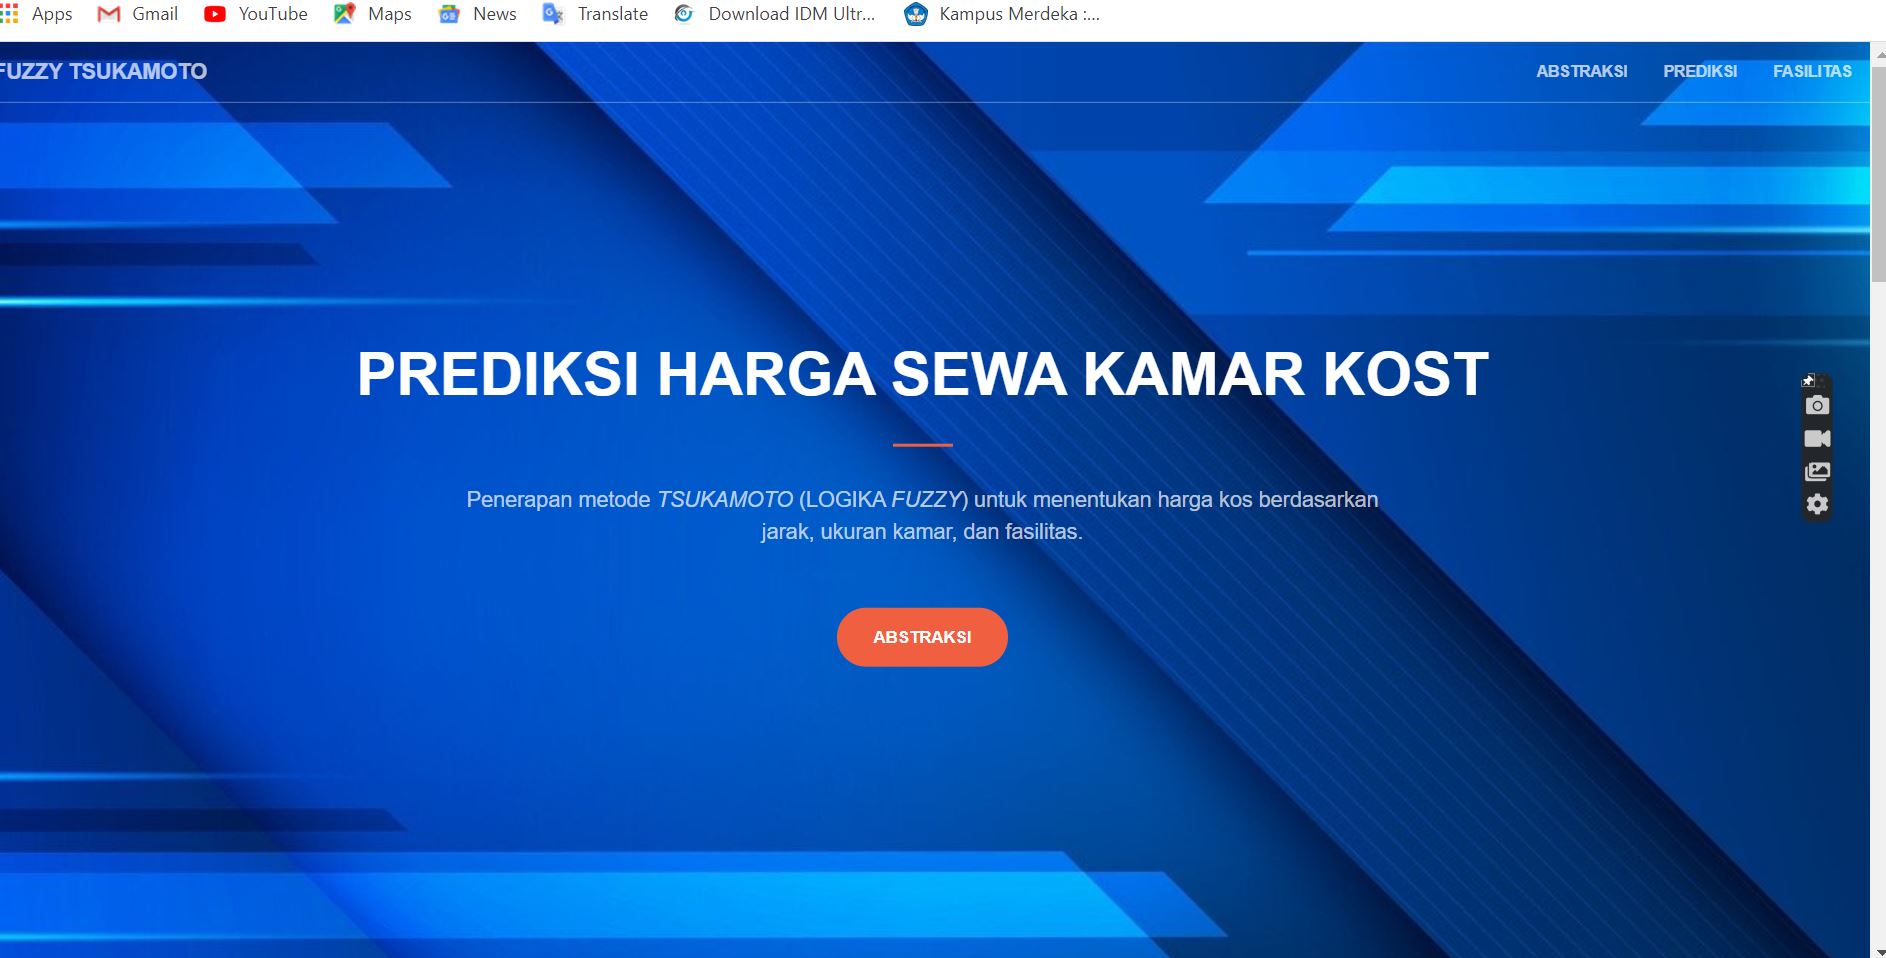 Apps Gmail YouTube Maps News Translate Download IDM Ultr... Kampus Merdeka :...
FUZZY TSUKAMOTO ABSTRAKSI PREDIKSI FASILITAS
PREDIKSI HARGA SEWA KAMAR KOST
Penerapan metode TSUKAMOTO (LOGIKA FUZZY) untuk menentukan harga kos berdasarkan
jarak, ukuran kamar, dan fasilitas.
ABSTRAKSI